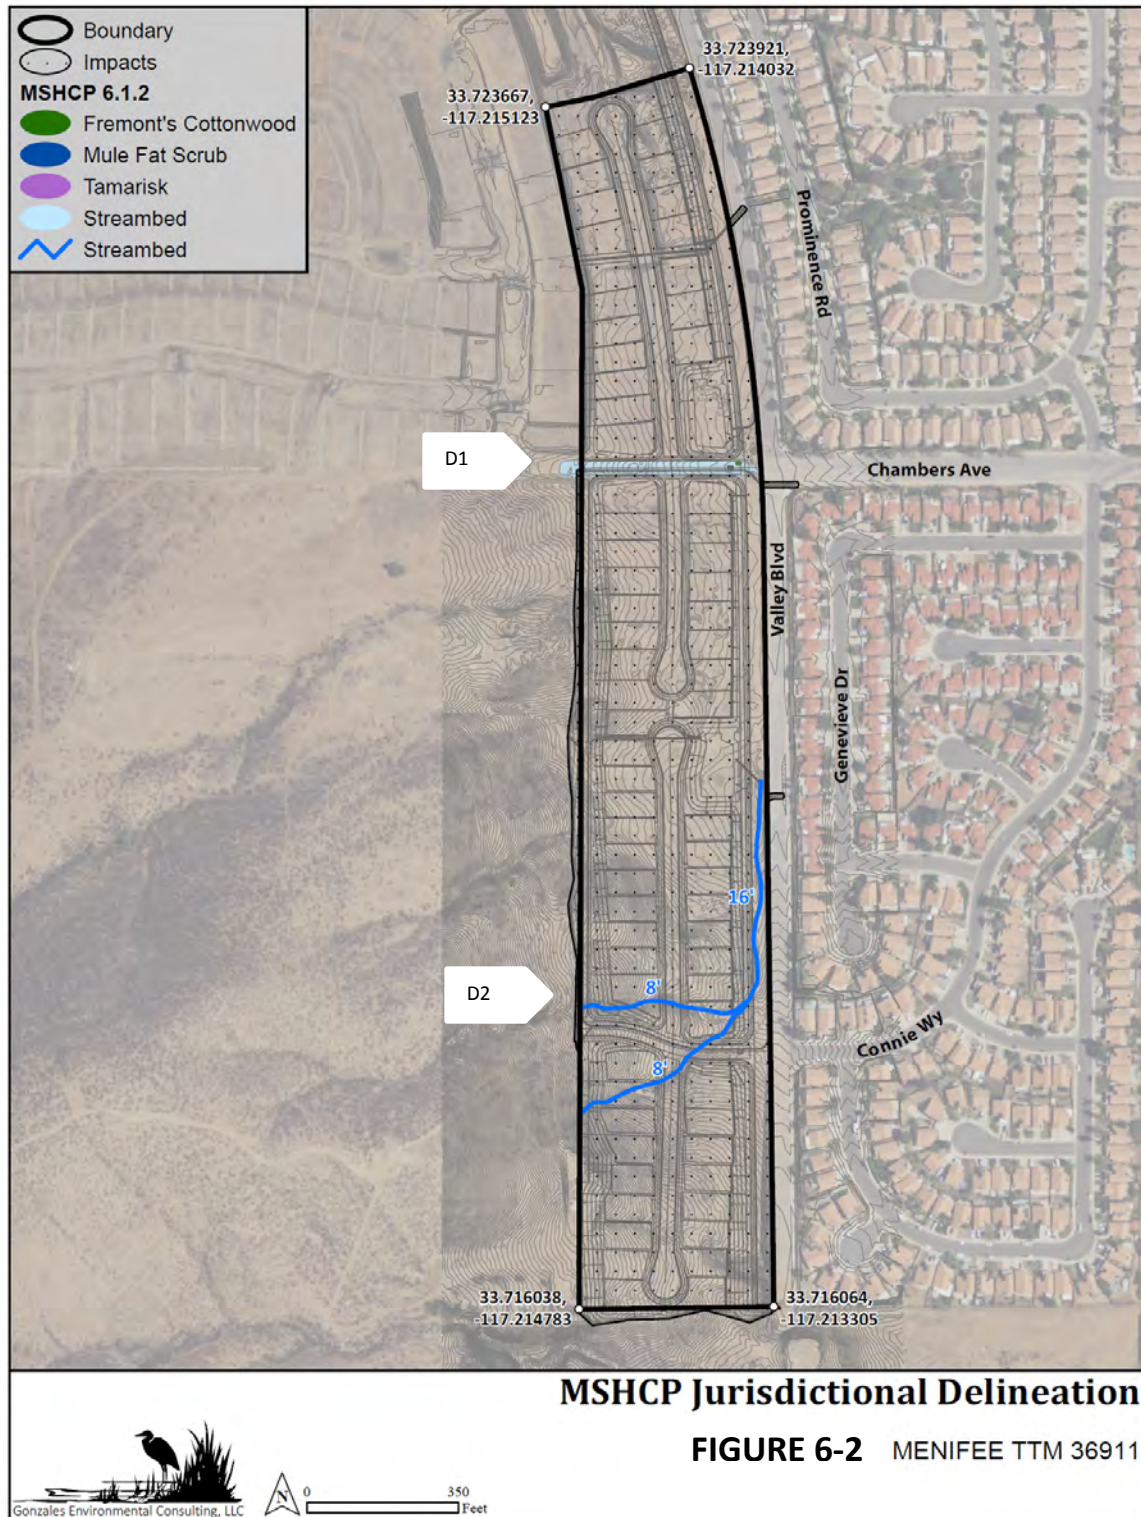 Boundary
Impacts
MSHCP 6.1.2
Fremont's Cottonwood
Mule Fat Scrub
Tamarisk
Streambed
Streambed
33.723921,
-117.214032
33.723667,
-117.215123
Prominence Rd
D1
Chambers Ave
Valley Blvd
Genevieve Dr
16'
D2
8'
Connie Wy
8'
33.716038,
-117.214783
33.716064,
-117.213305
MSHCP Jurisdictional Delineation
FIGURE 6-2 MENIFEE TTM 36911
Gonzales Environmental Consulting, LLC
N
0 350
Feet